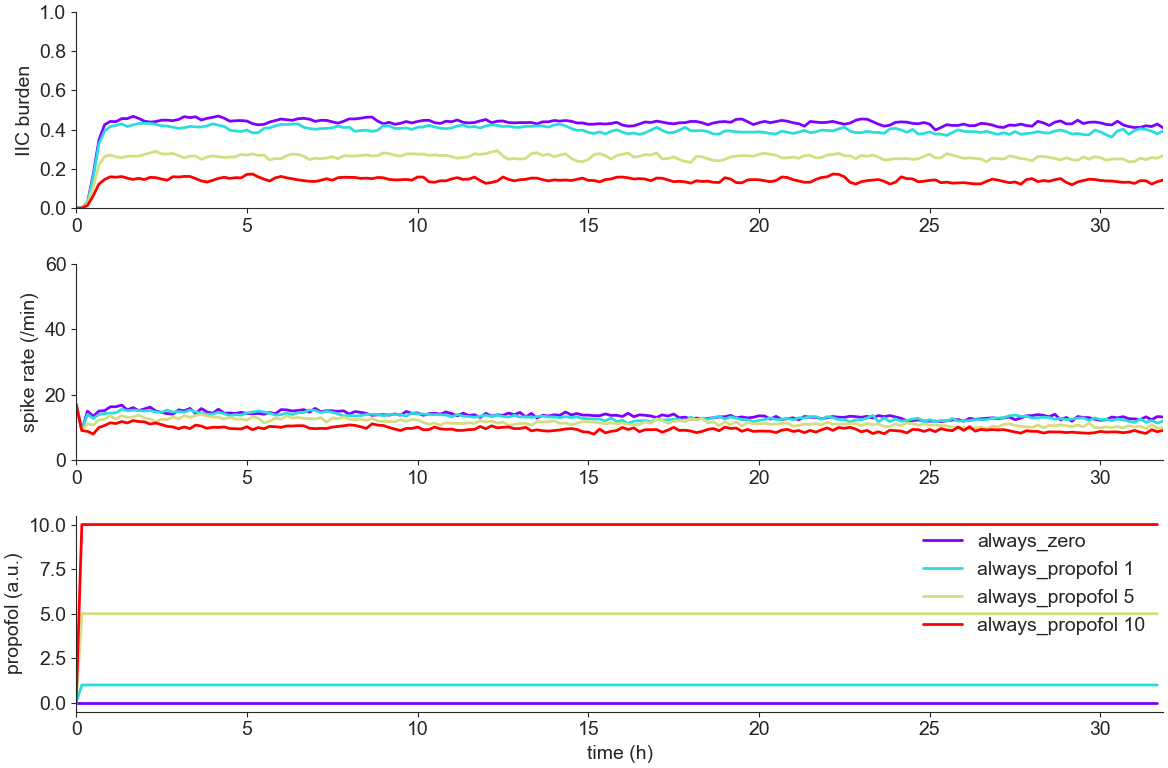 IIC burden
1.0
0.8
0.6
0.4
0.2
0.0
0 5 10 15 20 25 30
spike rate (/min)
60
40
20
0
0 5 10 15 20 25 30
propofol (a.u.)
10.0
7.5
5.0
2.5
0.0
always_zero
always_propofol 1
always_propofol 5
always_propofol 10
0 5 10 15 20 25 30
time (h)